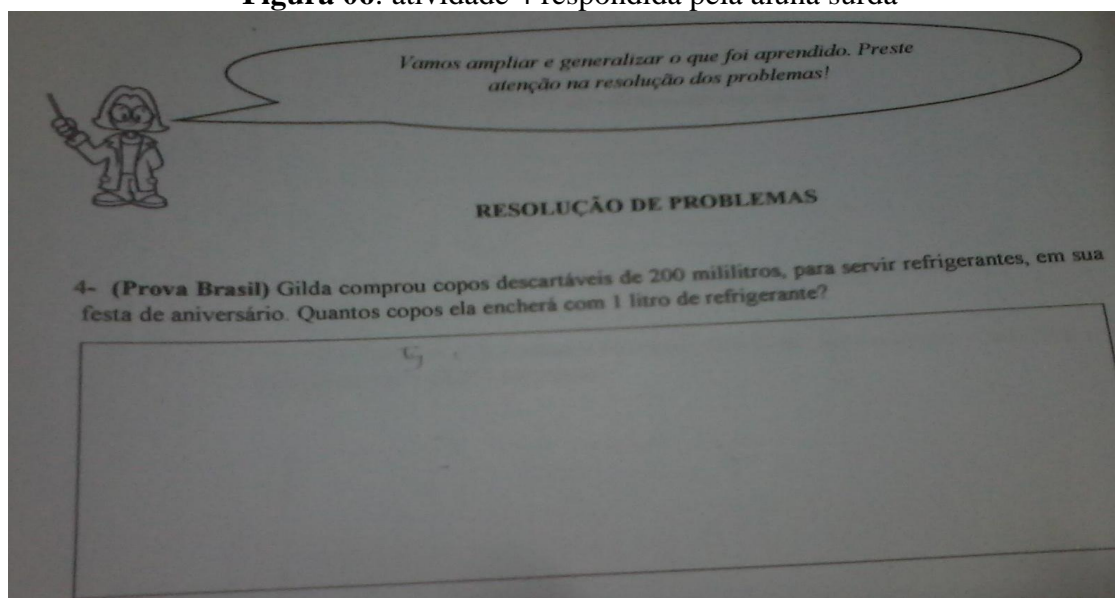 Figura 06: atividade 4 respondida pela aluna surda
Vamos ampliar e generalizar o que foi aprendido. Preste
atenção na resolução dos problemas!
RESOLUÇÃO DE PROBLEMAS
4- (Prova Brasil) Gilda comprou copos descartáveis de 200 mililitros, para servir refrigerantes, em sua
festa de aniversário. Quantos copos ela encherá com 1 litro de refrigerante?
5